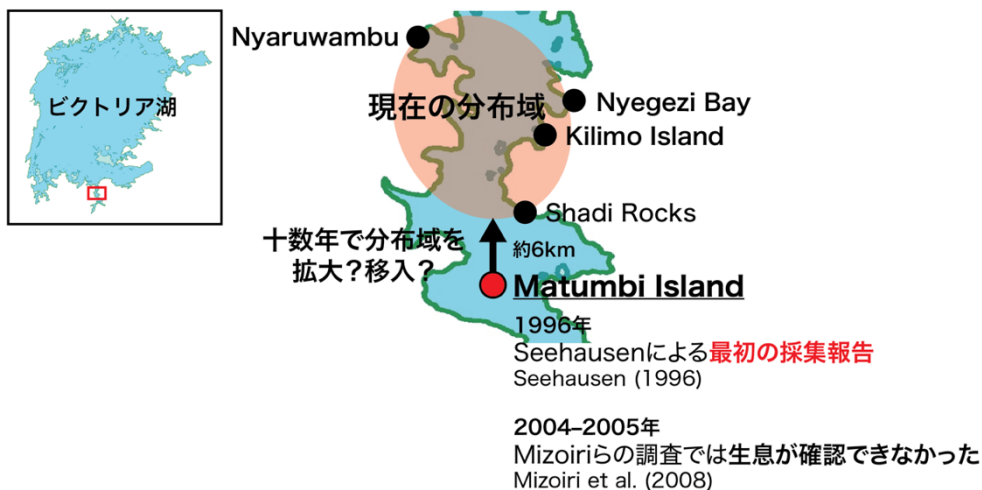 ビクトリア湖
Nyaruwambu
現在の分布域
Nyegezi Bay
Kilimo Island
Shadi Rocks
十数年で分布域を
拡大？移入？
約6km
Matumbi Island
1996年
Seehausenによる最初の採集報告
Seehausen (1996)
2004–2005年
Mizoiriらの調査では生息が確認できなかった
Mizoiri et al. (2008)